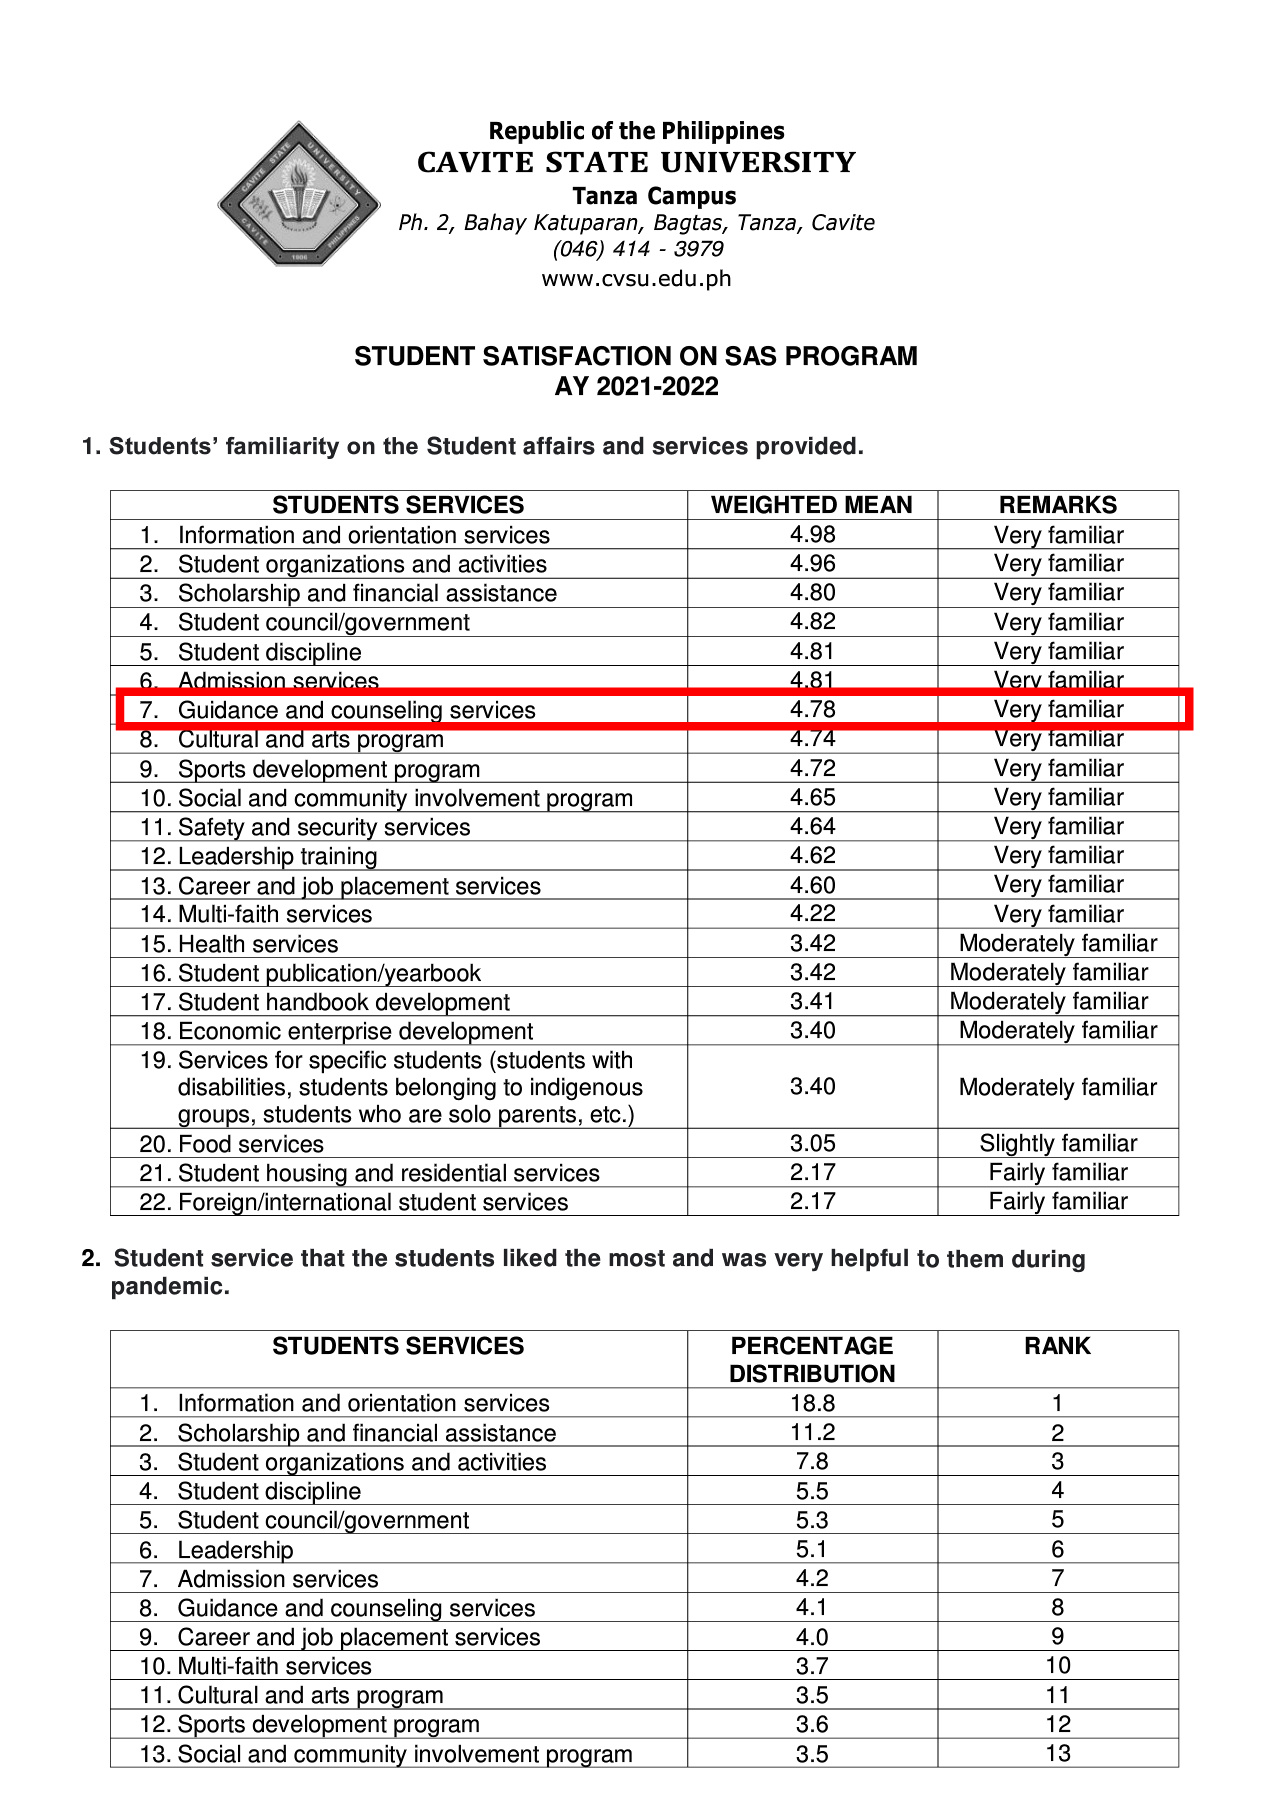 Republic of the Philippines
CAVITE STATE UNIVERSITY
Tanza Campus
Ph. 2, Bahay Katuparan, Bagtas, Tanza, Cavite
(046) 414 - 3979
www.cvsu.edu.ph
CAVITE STATE UNIVERSITY
CAVITE PHILIPPINES
1906
STUDENT SATISFACTION ON SAS PROGRAM
AY 2021-2022
1. Students’ familiarity on the Student affairs and services provided.
STUDENTS SERVICES WEIGHTED MEAN REMARKS
1. Information and orientation services 4.98 Very familiar
2. Student organizations and activities 4.96 Very familiar
3. Scholarship and financial assistance 4.80 Very familiar
4. Student council/government 4.82 Very familiar
5. Student discipline 4.81 Very familiar
6. Admission services 4.81 Very familiar
7. Guidance and counseling services 4.78 Very familiar
8. Cultural and arts program 4.74 Very familiar
9. Sports development program 4.72 Very familiar
10. Social and community involvement program 4.65 Very familiar
11. Safety and security services 4.64 Very familiar
12. Leadership training 4.62 Very familiar
13. Career and job placement services 4.60 Very familiar
14. Multi-faith services 4.22 Very familiar
15. Health services 3.42 Moderately familiar
16. Student publication/yearbook 3.42 Moderately familiar
17. Student handbook development 3.41 Moderately familiar
18. Economic enterprise development 3.40 Moderately familiar
19. Services for specific students (students with
disabilities, students belonging to indigenous 3.40 Moderately familiar
groups, students who are solo parents, etc.)
20. Food services 3.05 Slightly familiar
21. Student housing and residential services 2.17 Fairly familiar
22. Foreign/international student services 2.17 Fairly familiar
2. Student service that the students liked the most and was very helpful to them during
pandemic.
STUDENTS SERVICES PERCENTAGE RANK
DISTRIBUTION
1. Information and orientation services 18.8 1
2. Scholarship and financial assistance 11.2 2
3. Student organizations and activities 7.8 3
4. Student discipline 5.5 4
5. Student council/government 5.3 5
6. Leadership 5.1 6
7. Admission services 4.2 7
8. Guidance and counseling services 4.1 8
9. Career and job placement services 4.0 9
10. Multi-faith services 3.7 10
11. Cultural and arts program 3.5 11
12. Sports development program 3.6 12
13. Social and community involvement program 3.5 13